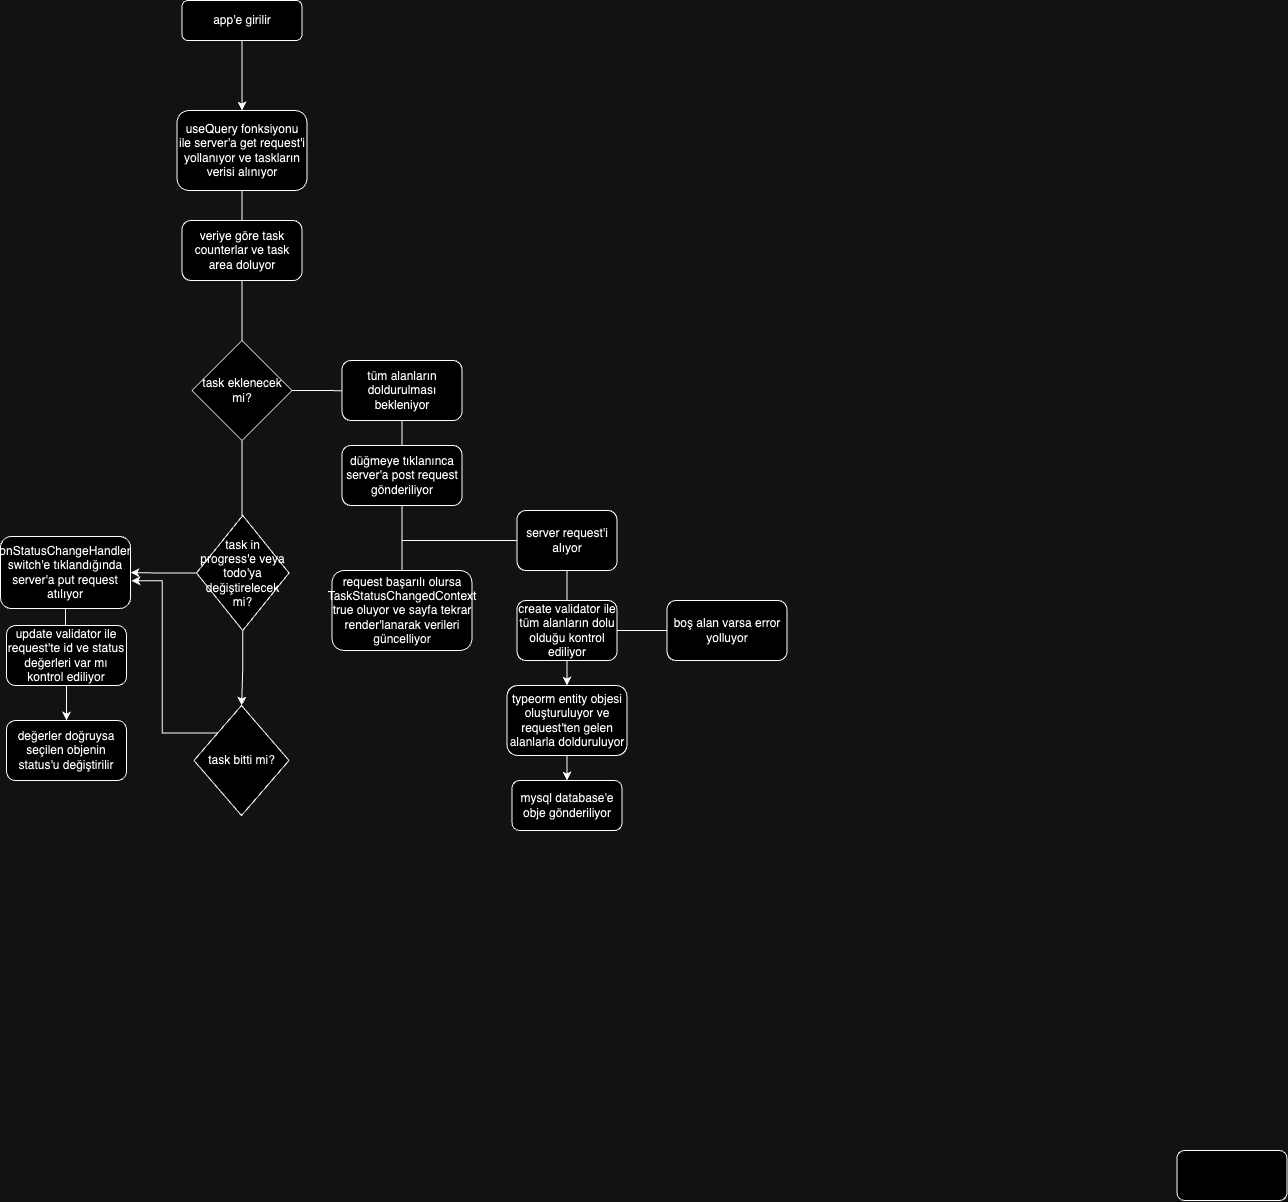 app'e girilir
useQuery fonksiyonu
ile server'a get request'i
yollanıyor ve taskların
verisi alınıyor
veriye göre task
counterlar ve task
area doluyor
task eklenecek
mi?
tüm alanların
doldurulması
bekleniyor
düğmeye tıklanınca
server'a post request
gönderiliyor
server request'i
alıyor
request başarılı olursa
TaskStatusChangedContext
true oluyor ve sayfa tekrar
render'lanarak verileri
güncelliyor
create validator ile
tüm alanların dolu
olduğu kontrol
ediliyor
boş alan varsa error
yolluyor
typeorm entity objesi
oluşturuluyor ve
request'ten gelen
alanlarla dolduruluyor
mysql database'e
obje gönderiliyor
task in
progress'e veya
todo'ya
değiştirelecek
mi?
onStatusChangeHandler
switch'e tıklandığında
server'a put request
atılıyor
update validator ile
request'te id ve status
değerleri var mı
kontrol ediliyor
değerler doğruysa
seçilen objenin
status'u değiştirilir
task bitti mi?